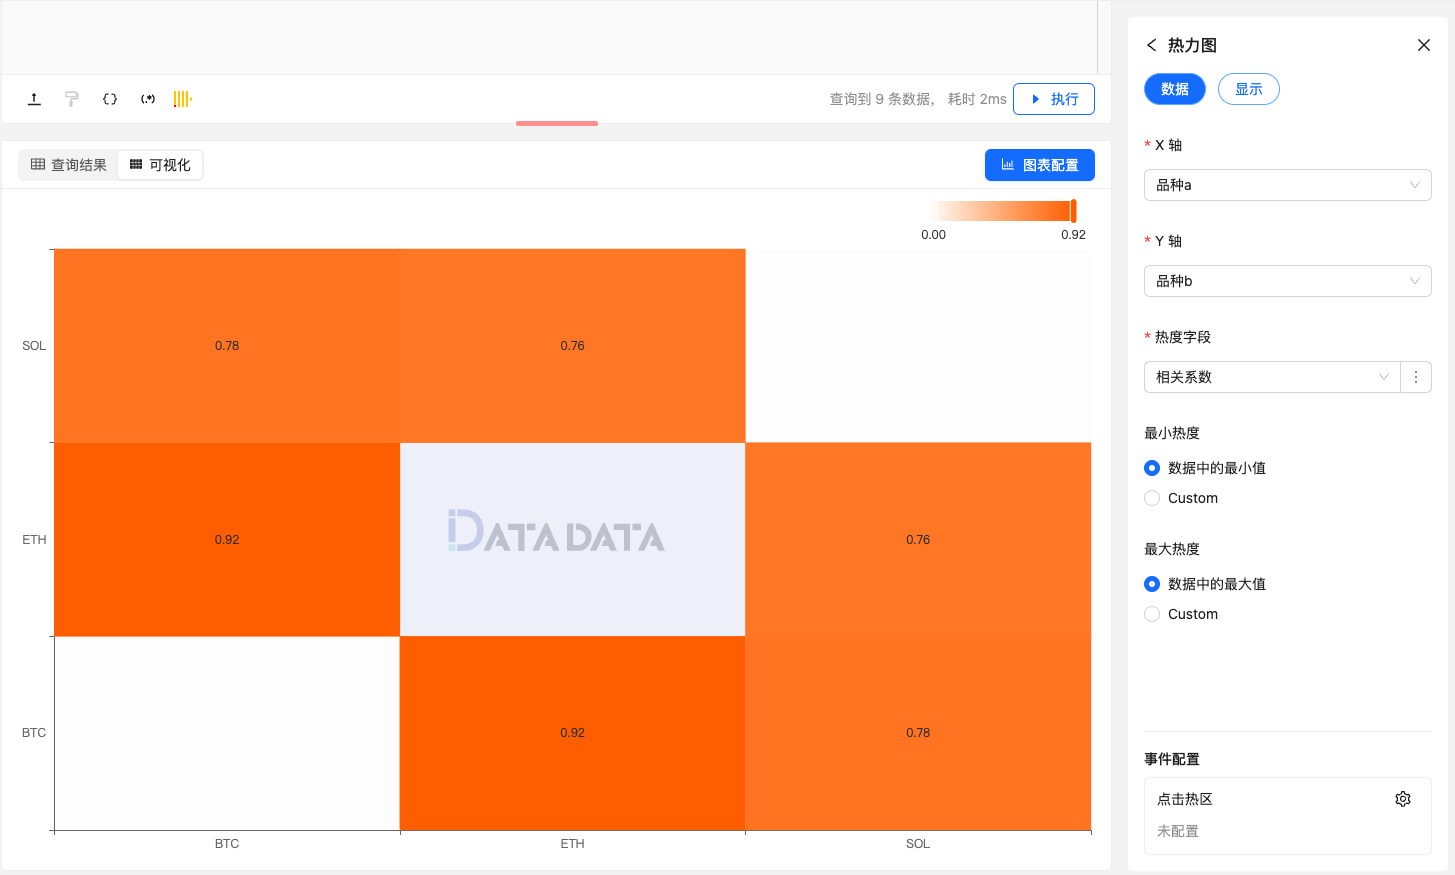 热力图
数据 显示
{} (.*)
查询到 9 条数据， 耗时 2ms
执行
查询结果 可视化
图表配置
0.00 0.92
SOL 0.78 0.76
ETH 0.92 DATA DATA 0.76
BTC 0.92 0.78
BTC ETH SOL
* X 轴
品种a
* Y 轴
品种b
* 热度字段
相关系数
最小热度
数据中的最小值
Custom
最大热度
数据中的最大值
Custom
事件配置
点击热区
未配置